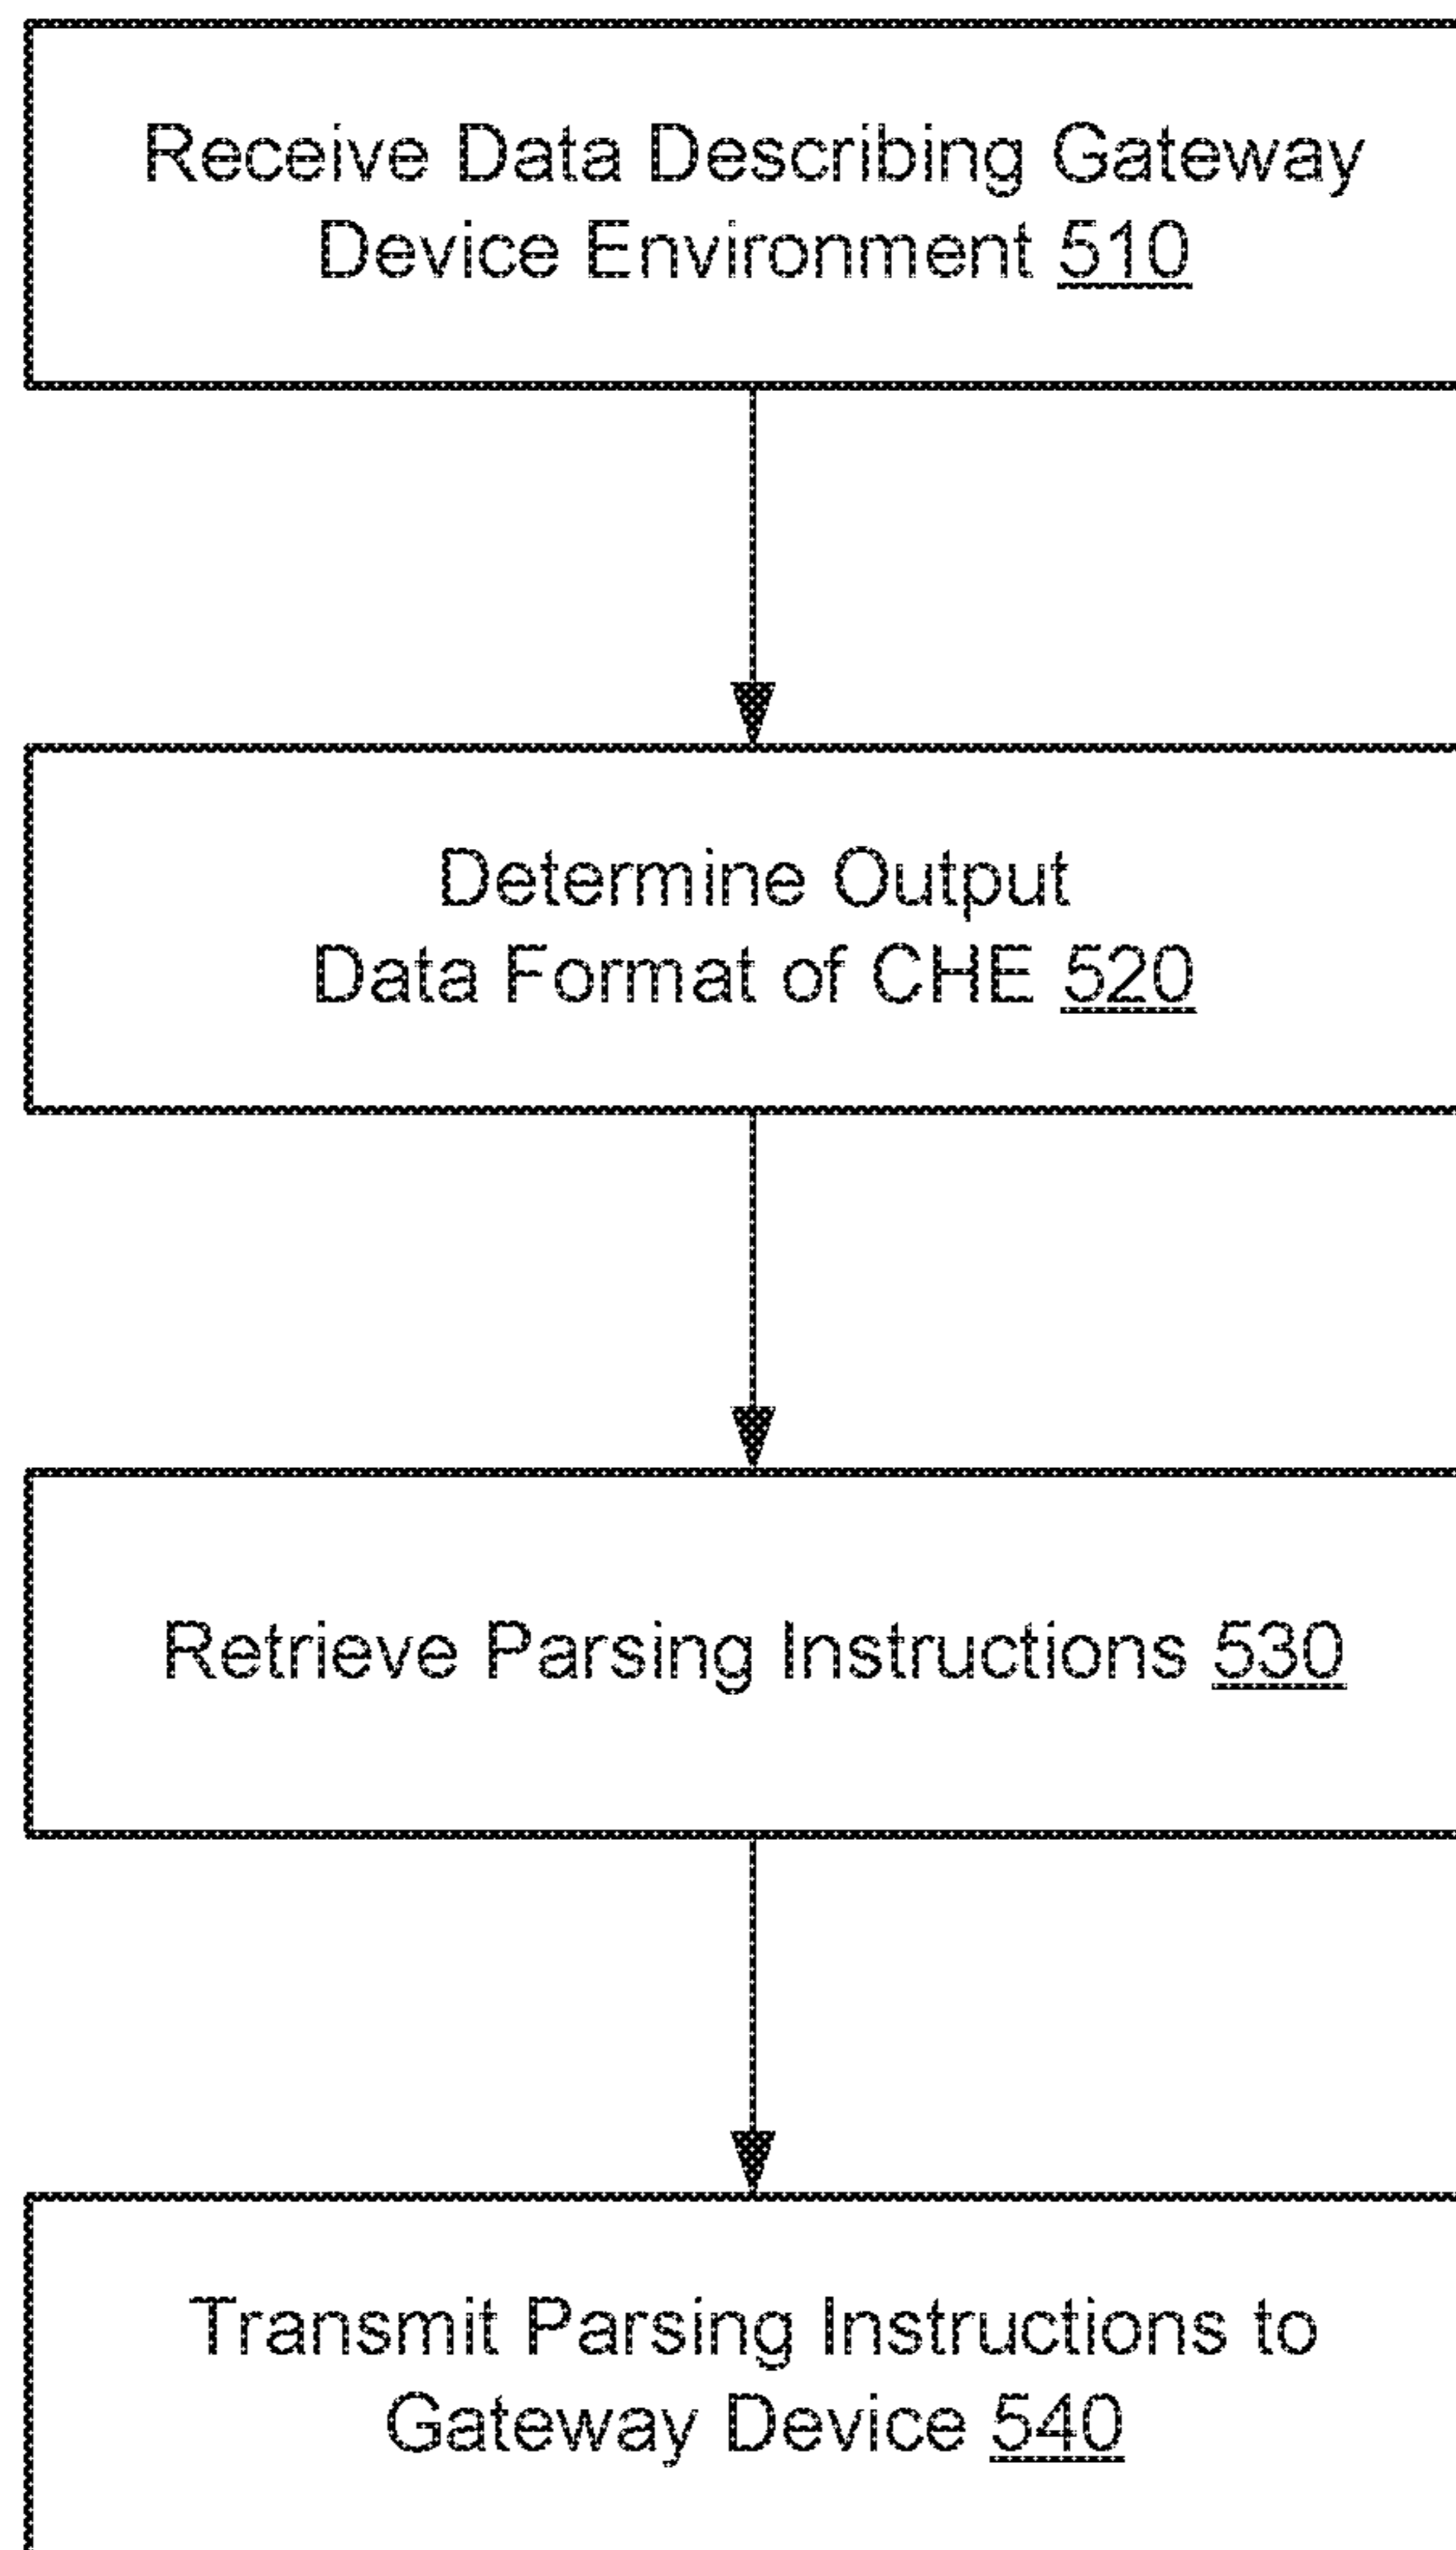 Receive Data Describing Gateway
Device Environment 510
Determine Output
Data Format of CHE 520
Retrieve Parsing Instructions 530
Transmit Parsing Instructions to
Gateway Device 540